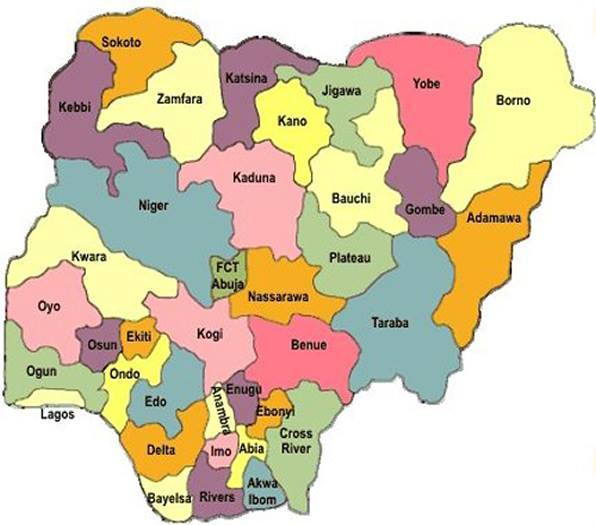 Sokoto
Kebbi
Zamfara
Katsina
Kano
Jigawa
Yobe
Borno
Niger
Kaduna
Bauchi
Gombe
Adamawa
Kwara
FCT
Abuja
Plateau
Nassarawa
Taraba
Oyo
Osun
Ekiti
Kogi
Benue
Ogun
Ondo
Lagos
Edo
Anambra
Enugu
Ebonyi
Cross
River
Delta
Imo
Abia
Bayelsa
Rivers
Akwa
Ibom